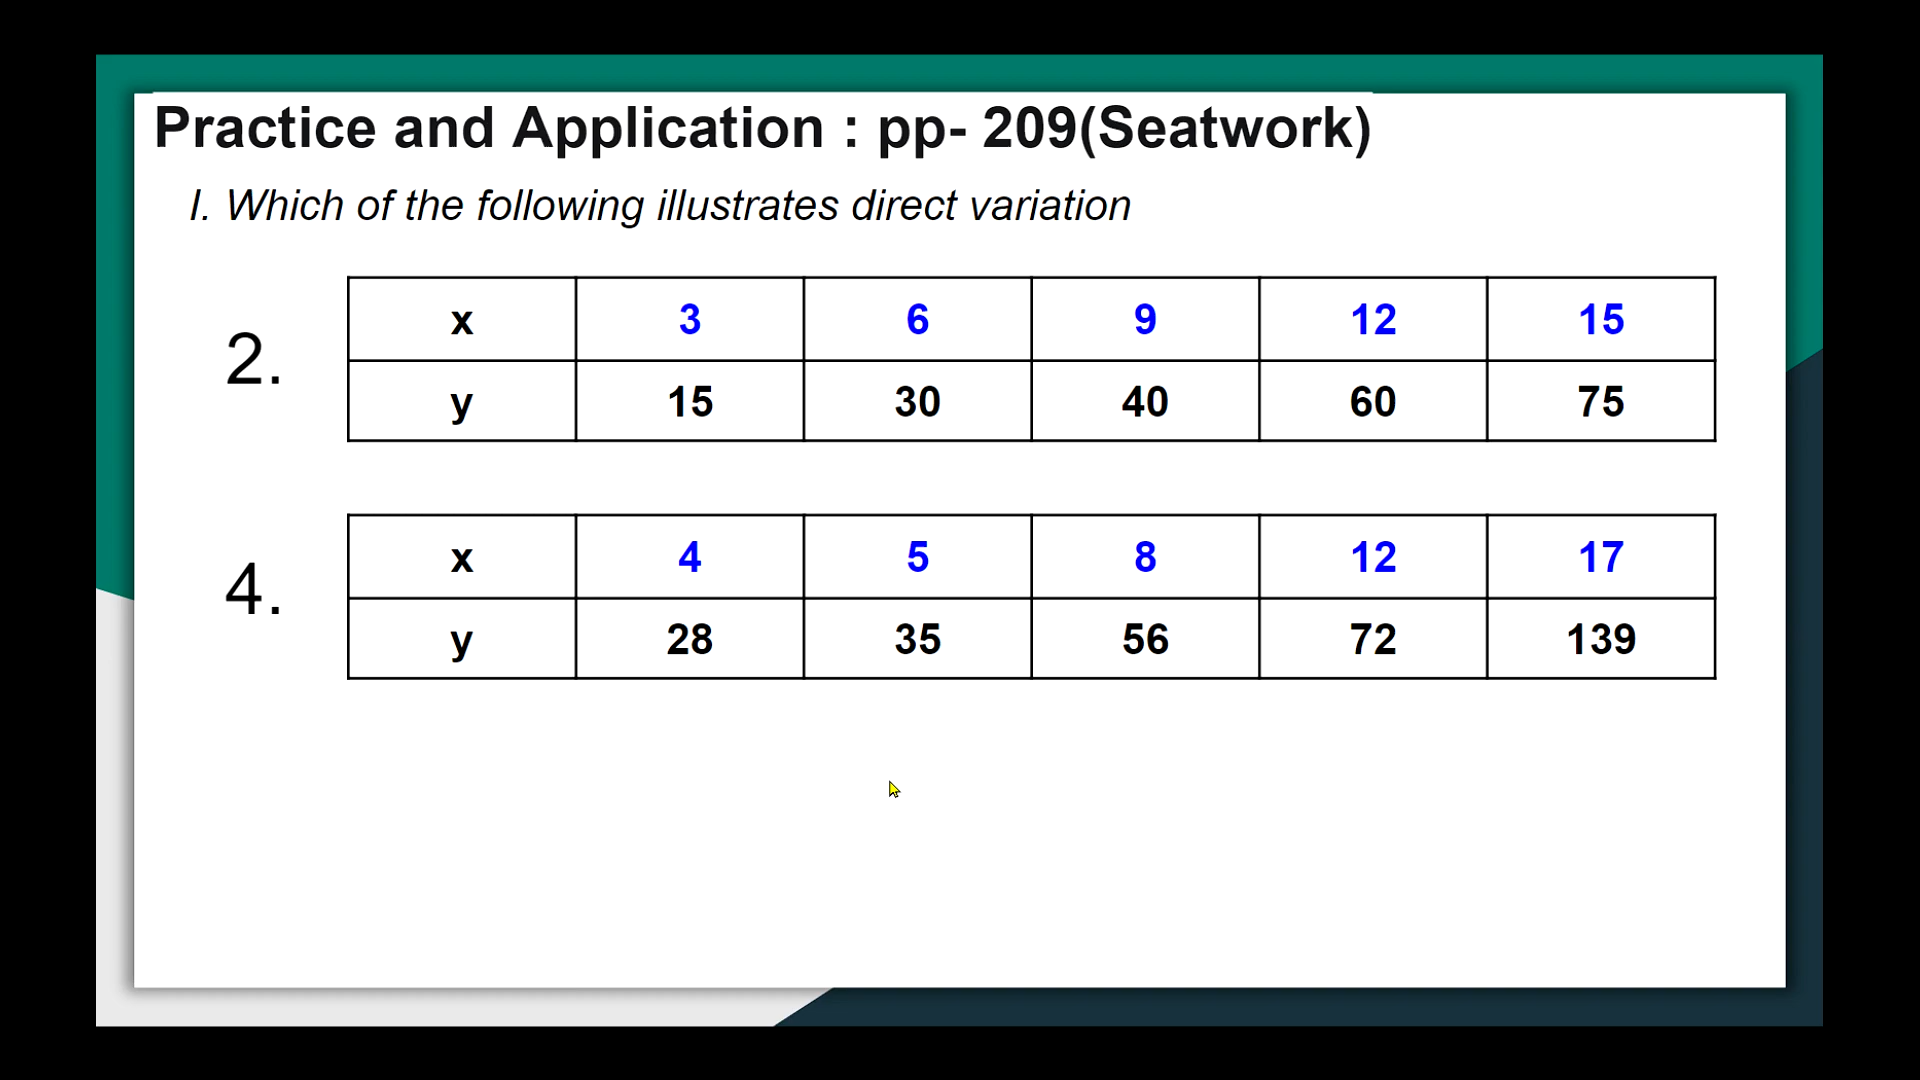 Practice and Application : pp- 209(Seatwork)
I. Which of the following illustrates direct variation
2.
x 3 6 9 12 15
y 15 30 40 60 75
4.
x 4 5 8 12 17
y 28 35 56 72 139